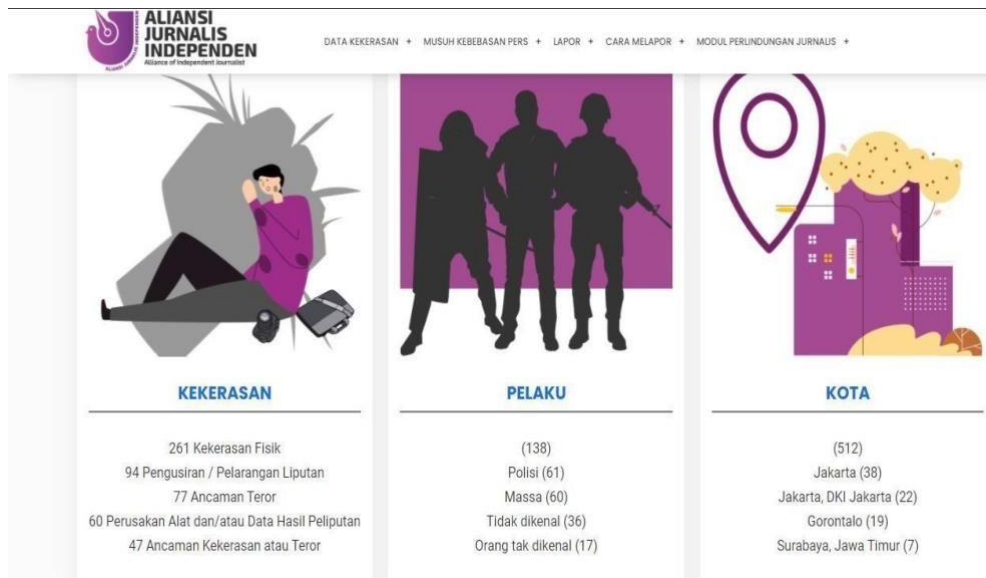 ALIANSI
JURNALIS
INDEPENDEN
Alliance of Independent Journalist
DATA KEKERASAN + MUSUH KEBEBASAN PERS + LAPOR + CARA MELAPOR + MODUL PERLINDUNGAN JURNALIS +
KEKERASAN
261 Kekerasan Fisik
94 Pengusiran / Pelarangan Liputan
77 Ancaman Teror
60 Perusakan Alat dan/atau Data Hasil Peliputan
47 Ancaman Kekerasan atau Teror
PELAKU
(138)
Polisi (61)
Massa (60)
Tidak dikenal (36)
Orang tak dikenal (17)
KOTA
(512)
Jakarta (38)
Jakarta, DKI Jakarta (22)
Gorontalo (19)
Surabaya, Jawa Timur (7)